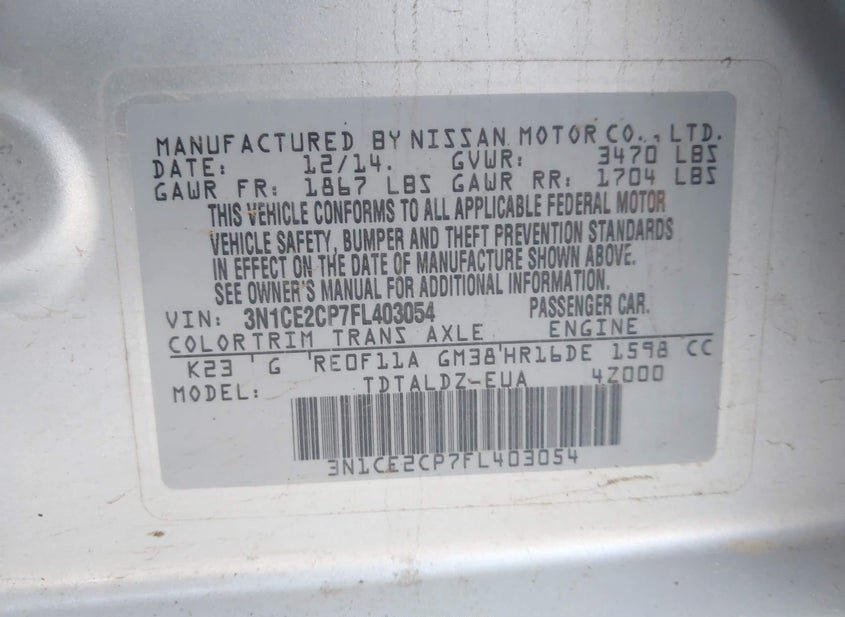 MANUFACTURED BY NISSAN MOTOR CO., LTD.
DATE: 12/14. GVWR: 3470 LBS
GAWR FR: 1867 LBS GAWR RR: 1704 LBS
THIS VEHICLE CONFORMS TO ALL APPLICABLE FEDERAL MOTOR
VEHICLE SAFETY, BUMPER AND THEFT PREVENTION STANDARDS
IN EFFECT ON THE DATE OF MANUFACTURE SHOWN ABOVE.
SEE OWNER'S MANUAL FOR ADDITIONAL INFORMATION.
VIN: 3N1CE2CP7FL403054 PASSENGER CAR.
COLOR TRIM TRANS AXLE ENGINE
K23 G RE0F11A GM38 HR16DE 1598 CC
MODEL: TDTALDZ-EUA 4Z000
3N1CE2CP7FL403054